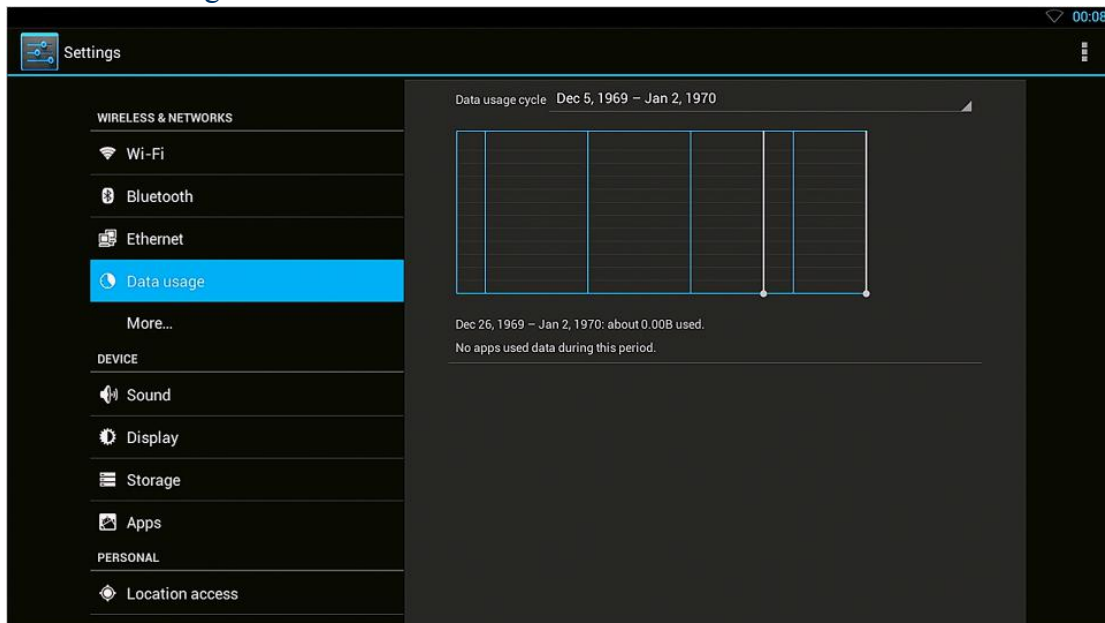 00:08
Settings
WIRELESS & NETWORKS
Wi-Fi
Bluetooth
Ethernet
Data usage
More...
DEVICE
Sound
Display
Storage
Apps
PERSONAL
Location access
Data usage cycle Dec 5, 1969 – Jan 2, 1970
Dec 26, 1969 – Jan 2, 1970: about 0.00B used.
No apps used data during this period.